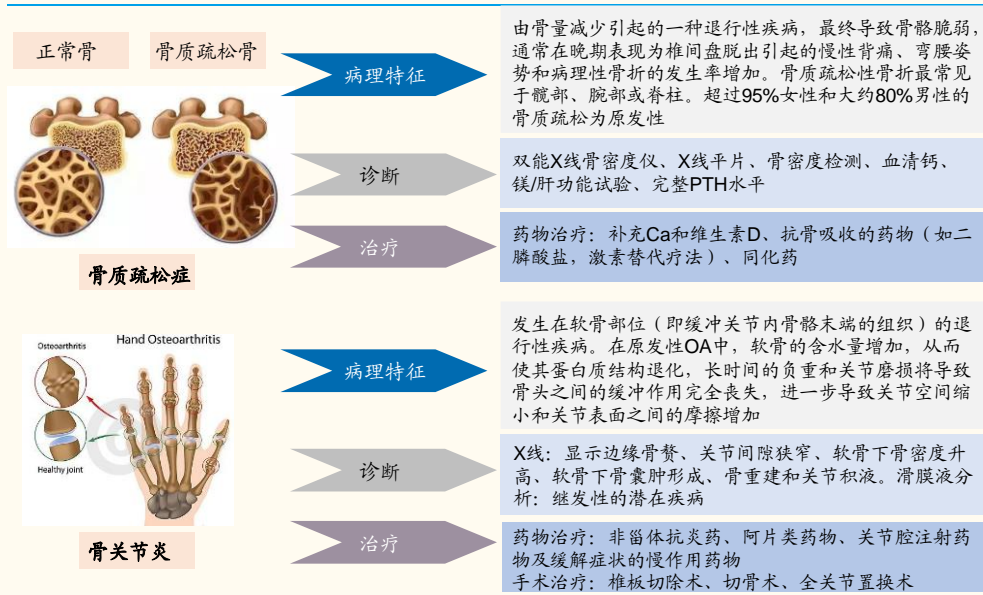 正常骨
骨质疏松骨
骨质疏松症
病理特征
由骨量减少引起的一种退行性疾病，最终导致骨骼脆弱，
通常在晚期表现为椎间盘脱出引起的慢性背痛、弯腰姿
势和病理性骨折的发生率增加。骨质疏松性骨折最常见
于髋部、腕部或脊柱。超过95%女性和大约80%男性的
骨质疏松为原发性
诊断
双能X线骨密度仪、X线平片、骨密度检测、血清钙、
镁/肝功能试验、完整PTH水平
治疗
药物治疗：补充Ca和维生素D、抗骨吸收的药物（如二
膦酸盐，激素替代疗法）、同化药
Hand Osteoarthritis
Osteoarthritis
Healthy joint
骨关节炎
病理特征
发生在软骨部位（即缓冲关节内骨骼末端的组织）的退
行性疾病。在原发性OA中，软骨的含水量增加，从而
使其蛋白质结构退化，长时间的负重和关节磨损将导致
骨头之间的缓冲作用完全丧失，进一步导致关节空间缩
小和关节表面之间的摩擦增加
诊断
X线：显示边缘骨赘、关节间隙狭窄、软骨下骨密度升
高、软骨下骨囊肿形成、骨重建和关节积液。滑膜液分
析：继发性的潜在疾病
治疗
药物治疗：非甾体抗炎药、阿片类药物、关节腔注射药
物及缓解症状的慢作用药物
手术治疗：椎板切除术、切骨术、全关节置换术